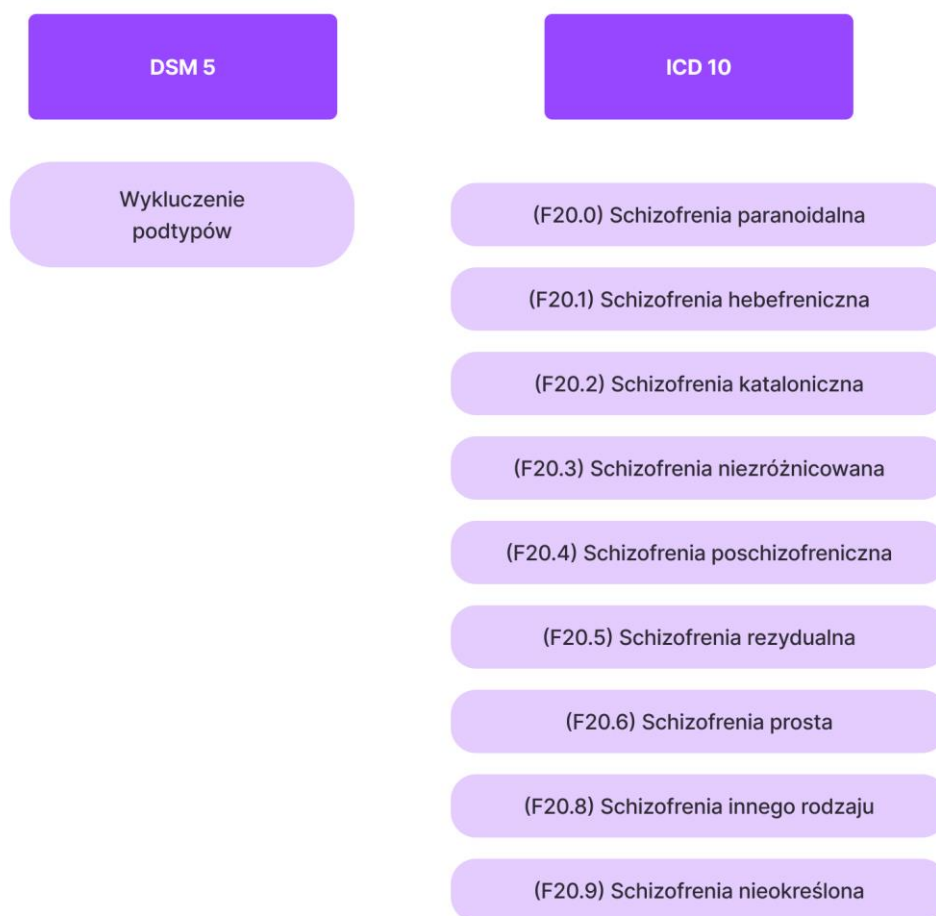 DSM 5
Wykluczenie
podtypów
ICD 10
(F20.0) Schizofrenia paranoidalna
(F20.1) Schizofrenia hebefreniczna
(F20.2) Schizofrenia kataloniczna
(F20.3) Schizofrenia niezróżnicowana
(F20.4) Schizofrenia poschizofreniczna
(F20.5) Schizofrenia rezydualna
(F20.6) Schizofrenia prosta
(F20.8) Schizofrenia innego rodzaju
(F20.9) Schizofrenia nieokreślona